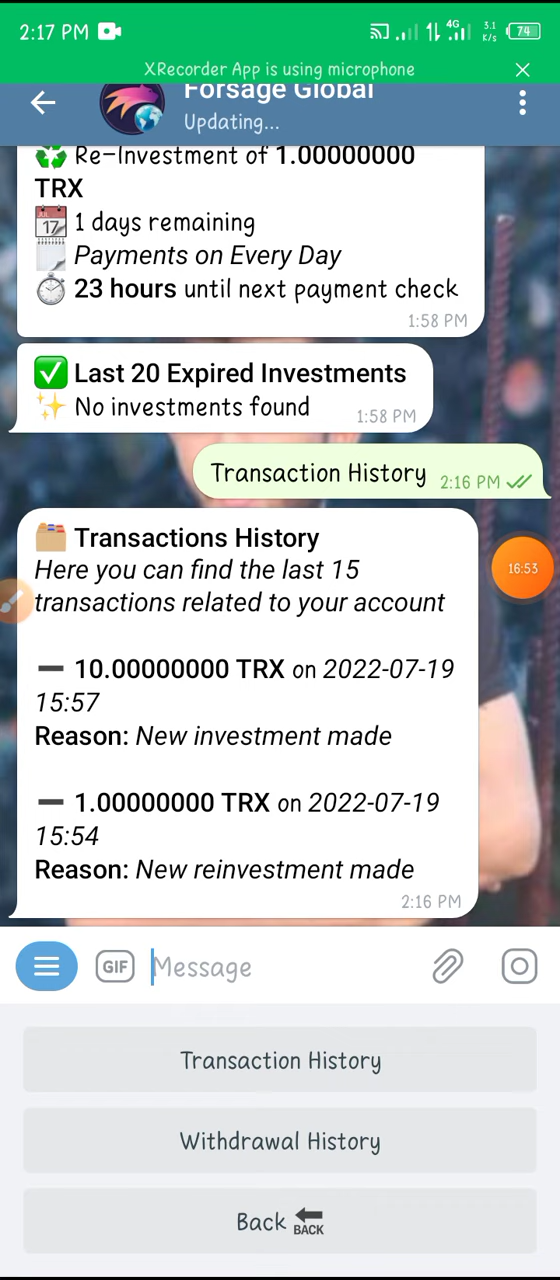 2:17 PM
4G
3.1
K/s
74
XRecorder App is using microphone
Forsage Global
Updating...
Re-Investment of 1.00000000
TRX
17
1 days remaining
Payments on Every Day
23 hours until next payment check
1:58 PM
Last 20 Expired Investments
No investments found 1:58 PM
Transaction History 2:16 PM
Transactions History
Here you can find the last 15
transactions related to your account
16:53
— 10.00000000 TRX on 2022-07-19
15:57
Reason: New investment made
— 1.00000000 TRX on 2022-07-19
15:54
Reason: New reinvestment made
2:16 PM
GIF Message
Transaction History
Withdrawal History
Back BACK